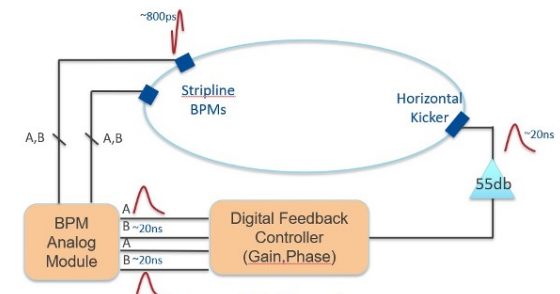 ~800ps
Stripline
BPMs
Horizontal
Kicker
~20ns
A,B
A,B
55db
BPM
Analog
Module
A
B ~20ns
A
B ~20ns
Digital Feedback
Controller
(Gain,Phase)